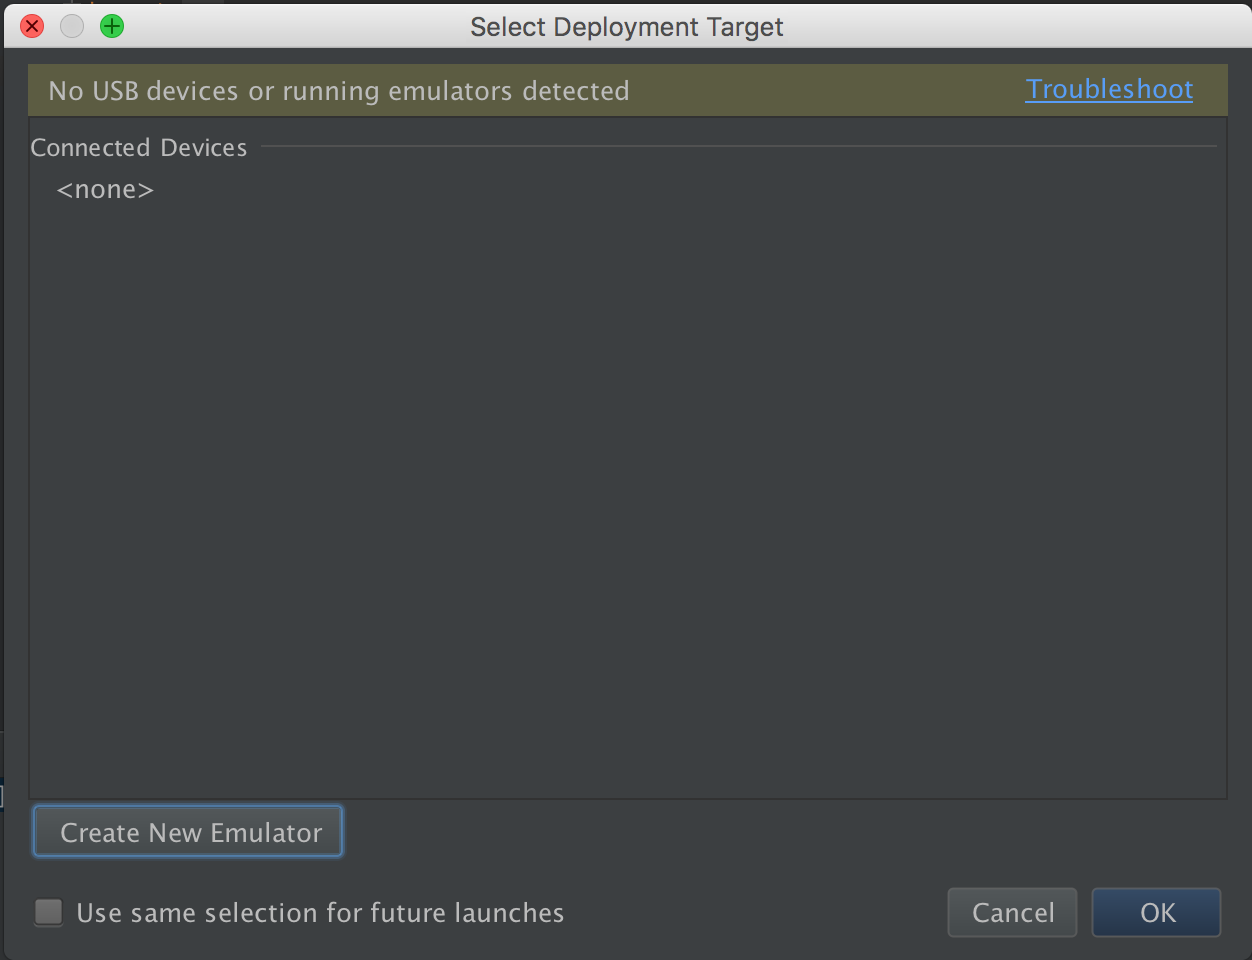 Select Deployment Target
No USB devices or running emulators detected
Troubleshoot
Connected Devices
<none>
Create New Emulator
Use same selection for future launches
Cancel
OK